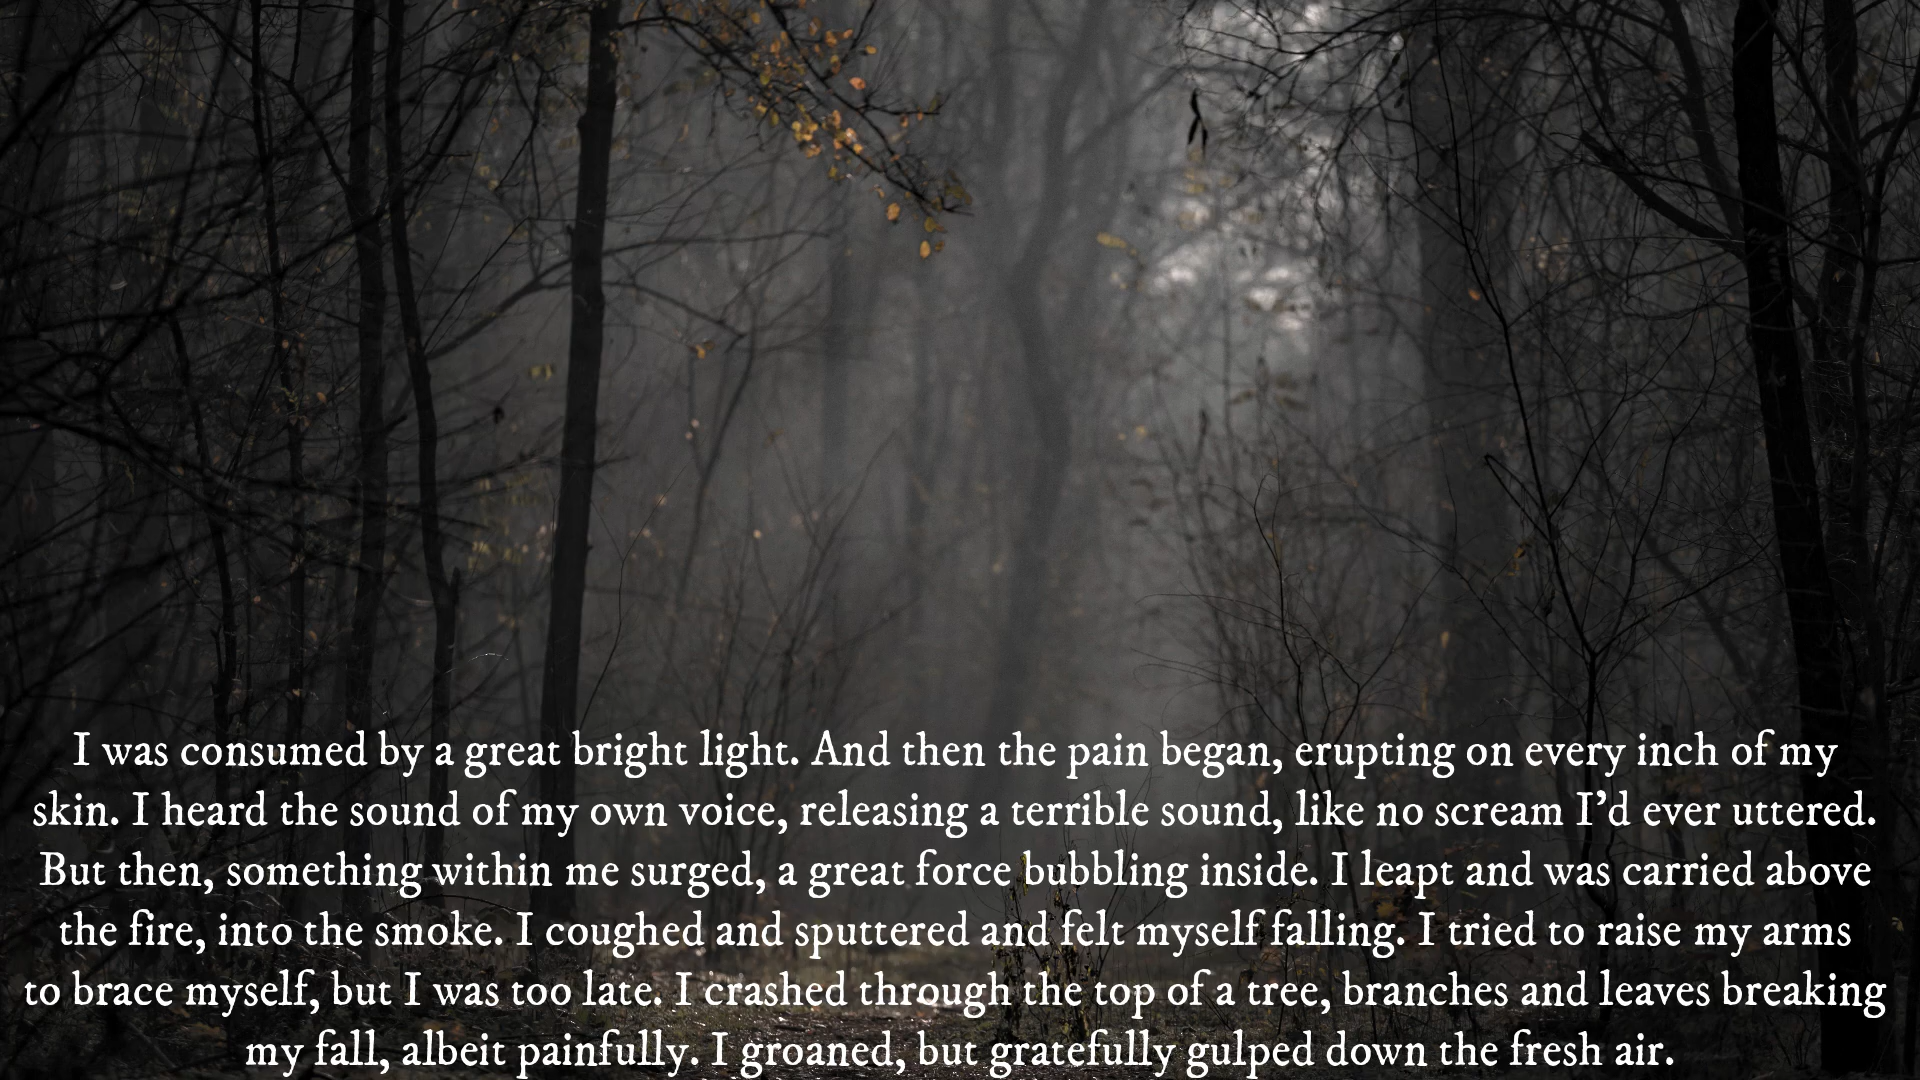 I was consumed by a great bright light. And then the pain began, erupting on every inch of my
skin. I heard the sound of my own voice, releasing a terrible sound, like no scream I’d ever uttered.
But then, something within me surged, a great force bubbling inside. I leapt and was carried above
the fire, into the smoke. I coughed and sputtered and felt myself falling. I tried to raise my arms
to brace myself, but I was too late. I crashed through the top of a tree, branches and leaves breaking
my fall, albeit painfully. I groaned, but gratefully gulped down the fresh air.